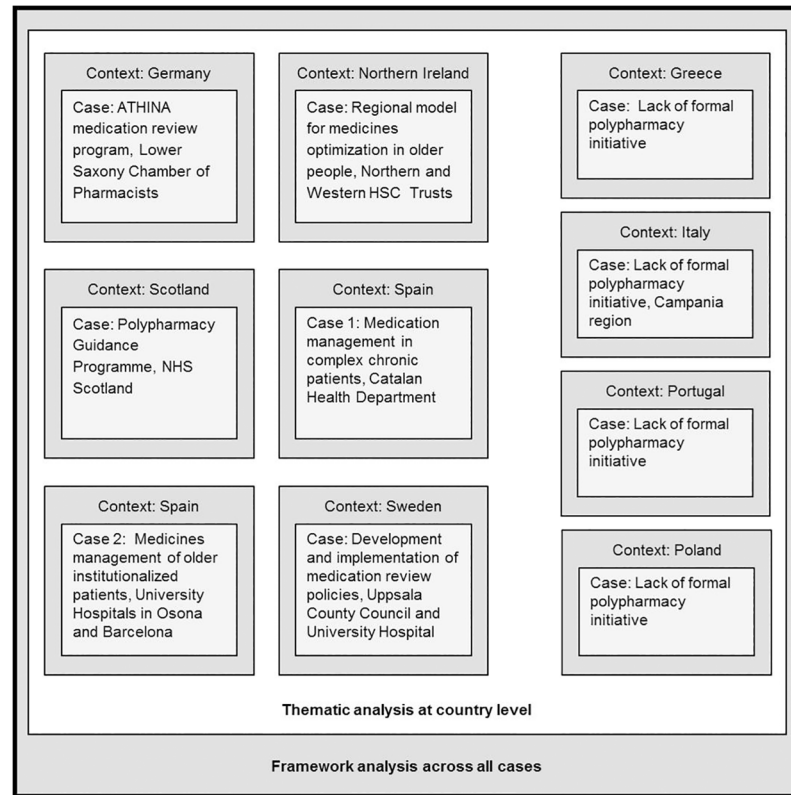 Context: Germany
Case: ATHINA
medication review
program, Lower
Saxony Chamber of
Pharmacists
Context: Northern Ireland
Case: Regional model
for medicines
optimization in older
people, Northern and
Western HSC Trusts
Context: Greece
Case: Lack of formal
polypharmacy
initiative
Context: Italy
Case: Lack of formal
polypharmacy
initiative, Campania
region
Context: Scotland
Case: Polypharmacy
Guidance
Programme, NHS
Scotland
Context: Spain
Case 1: Medication
management in
complex chronic
patients, Catalan
Health Department
Context: Portugal
Case: Lack of formal
polypharmacy
initiative
Context: Spain
Case 2: Medicines
management of older
institutionalized
patients, University
Hospitals in Osona
and Barcelona
Context: Sweden
Case: Development
and implementation of
medication review
policies, Uppsala
County Council and
University Hospital
Context: Poland
Case: Lack of formal
polypharmacy
initiative
Thematic analysis at country level
Framework analysis across all cases